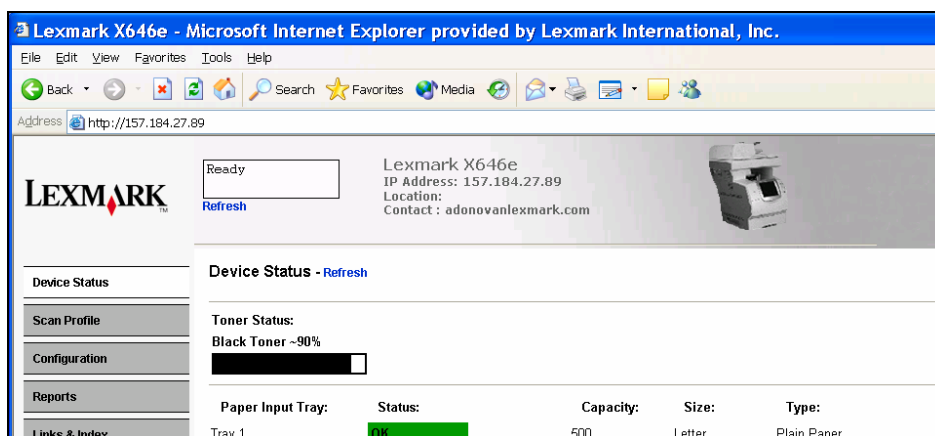 Lexmark X646e - Microsoft Internet Explorer provided by Lexmark International, Inc.
File Edit View Favorites Tools Help
Back Search Favorites Media
Address http://157.184.27.89
LEXMARK TM
Ready
Refresh
Lexmark X646e
IP Address: 157.184.27.89
Location:
Contact : adonovanlexmark.com
Device Status
Scan Profile
Configuration
Reports
Links & Index
Device Status - Refresh
Toner Status:
Black Toner ~90%
Paper Input Tray: Status: Capacity: Size: Type:
Tray 1 OK 500 Letter Plain Paper